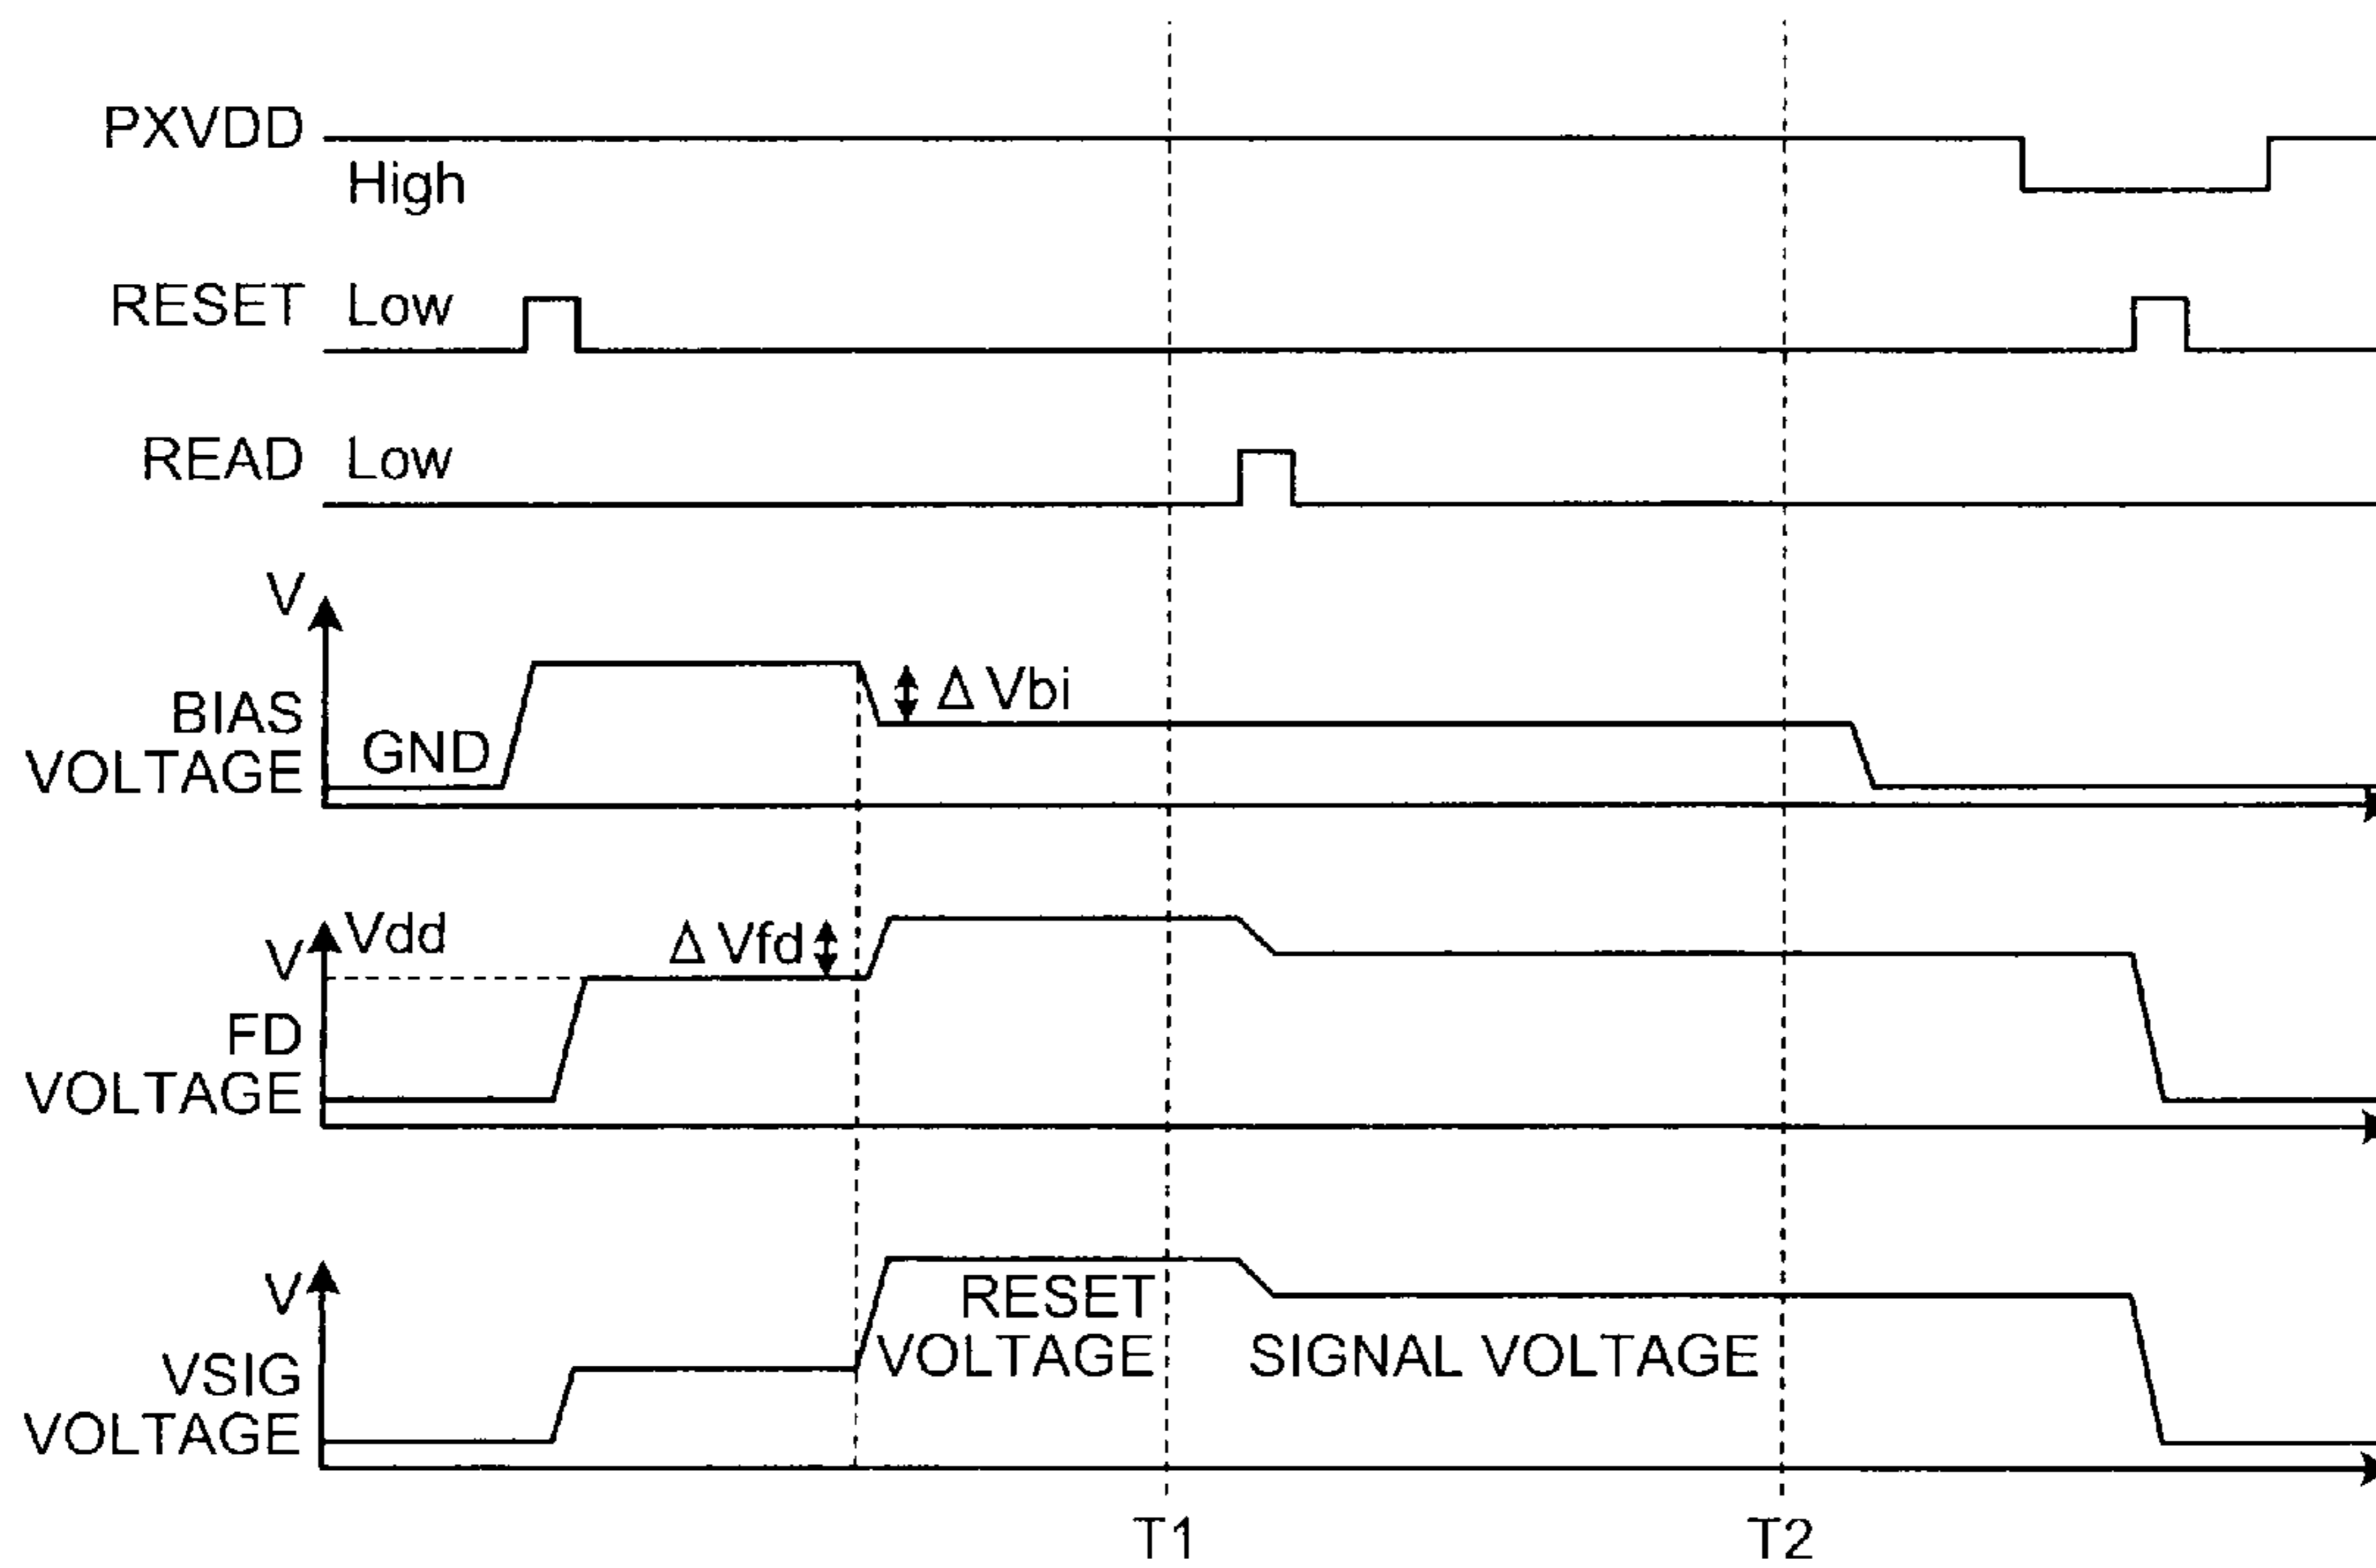 PXVDD
High
RESET Low
READ Low
V
Δ Vbi
BIAS
VOLTAGE
GND
V
Vdd
Δ Vfd
FD
VOLTAGE
V
RESET
VOLTAGE
SIGNAL VOLTAGE
VSIG
VOLTAGE
T1
T2